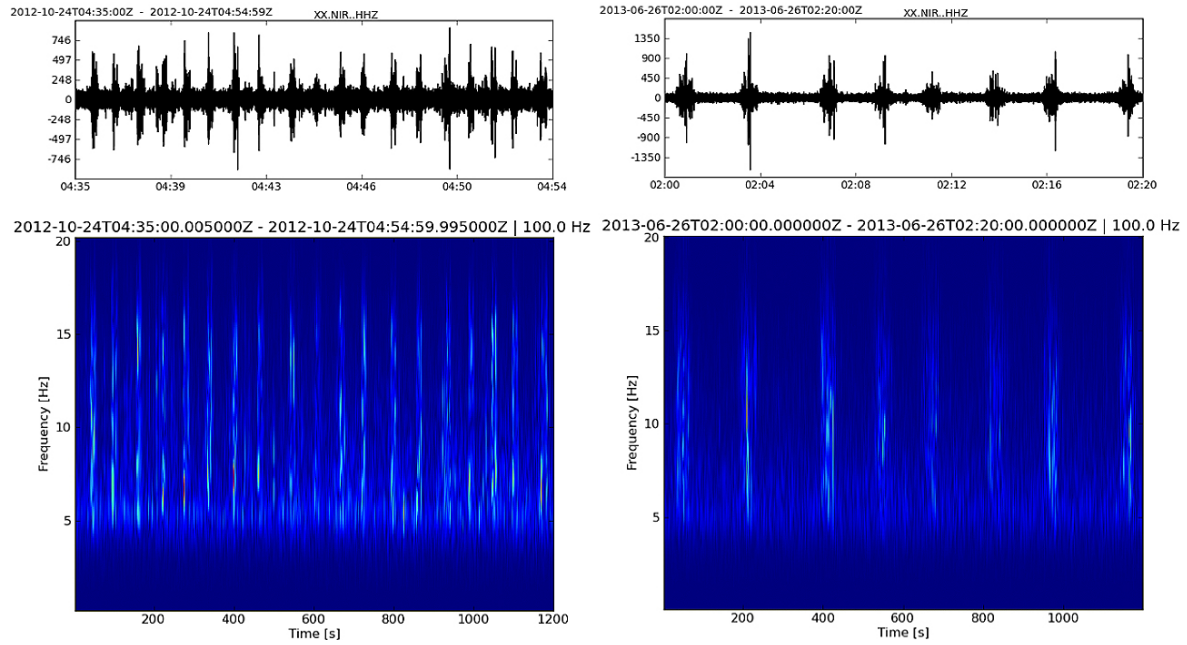 2012-10-24T04:35:00Z - 2012-10-24T04:54:59Z XX.NIR..HHZ
746
497
248
0
-248
-497
-746
04:35 04:39 04:43 04:46 04:50 04:54
2013-06-26T02:00:00Z - 2013-06-26T02:20:00Z XX.NIR..HHZ
1350
900
450
0
-450
-900
-1350
02:00 02:04 02:08 02:12 02:16 02:20
2012-10-24T04:35:00.005000Z - 2012-10-24T04:54:59.995000Z | 100.0 Hz
20
15
10
5
Frequency [Hz]
200 400 600 800 1000 1200
Time [s]
2013-06-26T02:00:00.000000Z - 2013-06-26T02:20:00.000000Z | 100.0 Hz
20
15
10
5
Frequency [Hz]
200 400 600 800 1000
Time [s]